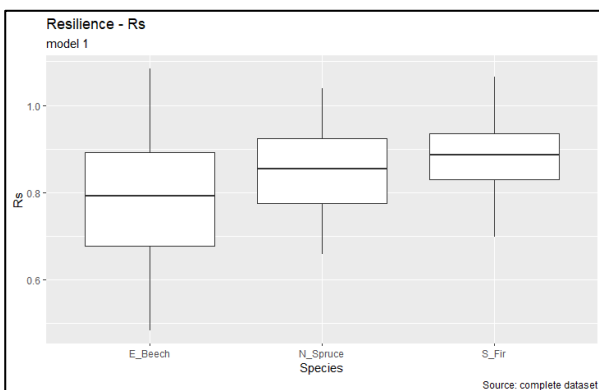 Resilience - Rs
model 1
1.0
0.8
Rs
0.6
E_Beech N_Spruce S_Fir
Species
Source: complete dataset